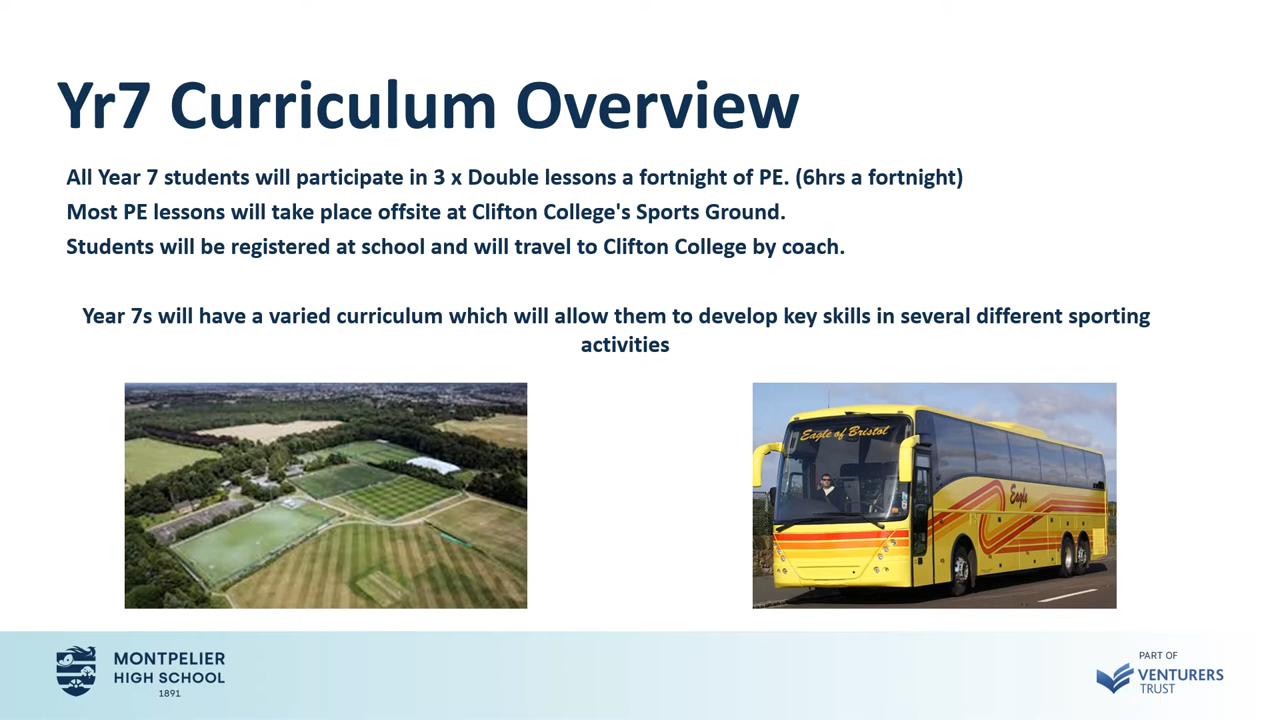 Yr7 Curriculum Overview
All Year 7 students will participate in 3 x Double lessons a fortnight of PE. (6hrs a fortnight)
Most PE lessons will take place offsite at Clifton College's Sports Ground.
Students will be registered at school and will travel to Clifton College by coach.
Year 7s will have a varied curriculum which will allow them to develop key skills in several different sporting
activities
Eagle of Bristol
Eagle
MONTPELIER
HIGH SCHOOL
1891
PART OF
VENTURERS
TRUST